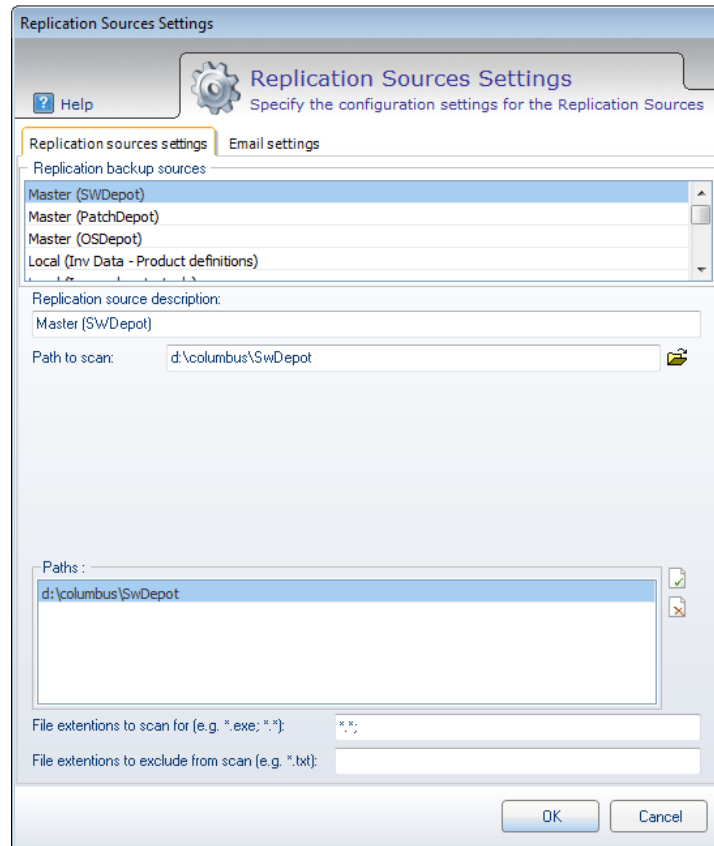 Replication Sources Settings
Replication Sources Settings
Help
Specify the configuration settings for the Replication Sources
Replication sources settings
Email settings
Replication backup sources
Master (SWDepot)
Master (PatchDepot)
Master (OSDepot)
Local (Inv Data - Product definitions)
Replication source description:
Master (SWDepot)
Path to scan:
d:\columbus\SwDepot
Paths :
d:\columbus\SwDepot
File extentions to scan for (e.g. *.exe; *.*):
*.*;
File extentions to exclude from scan (e.g. *.txt):
OK
Cancel